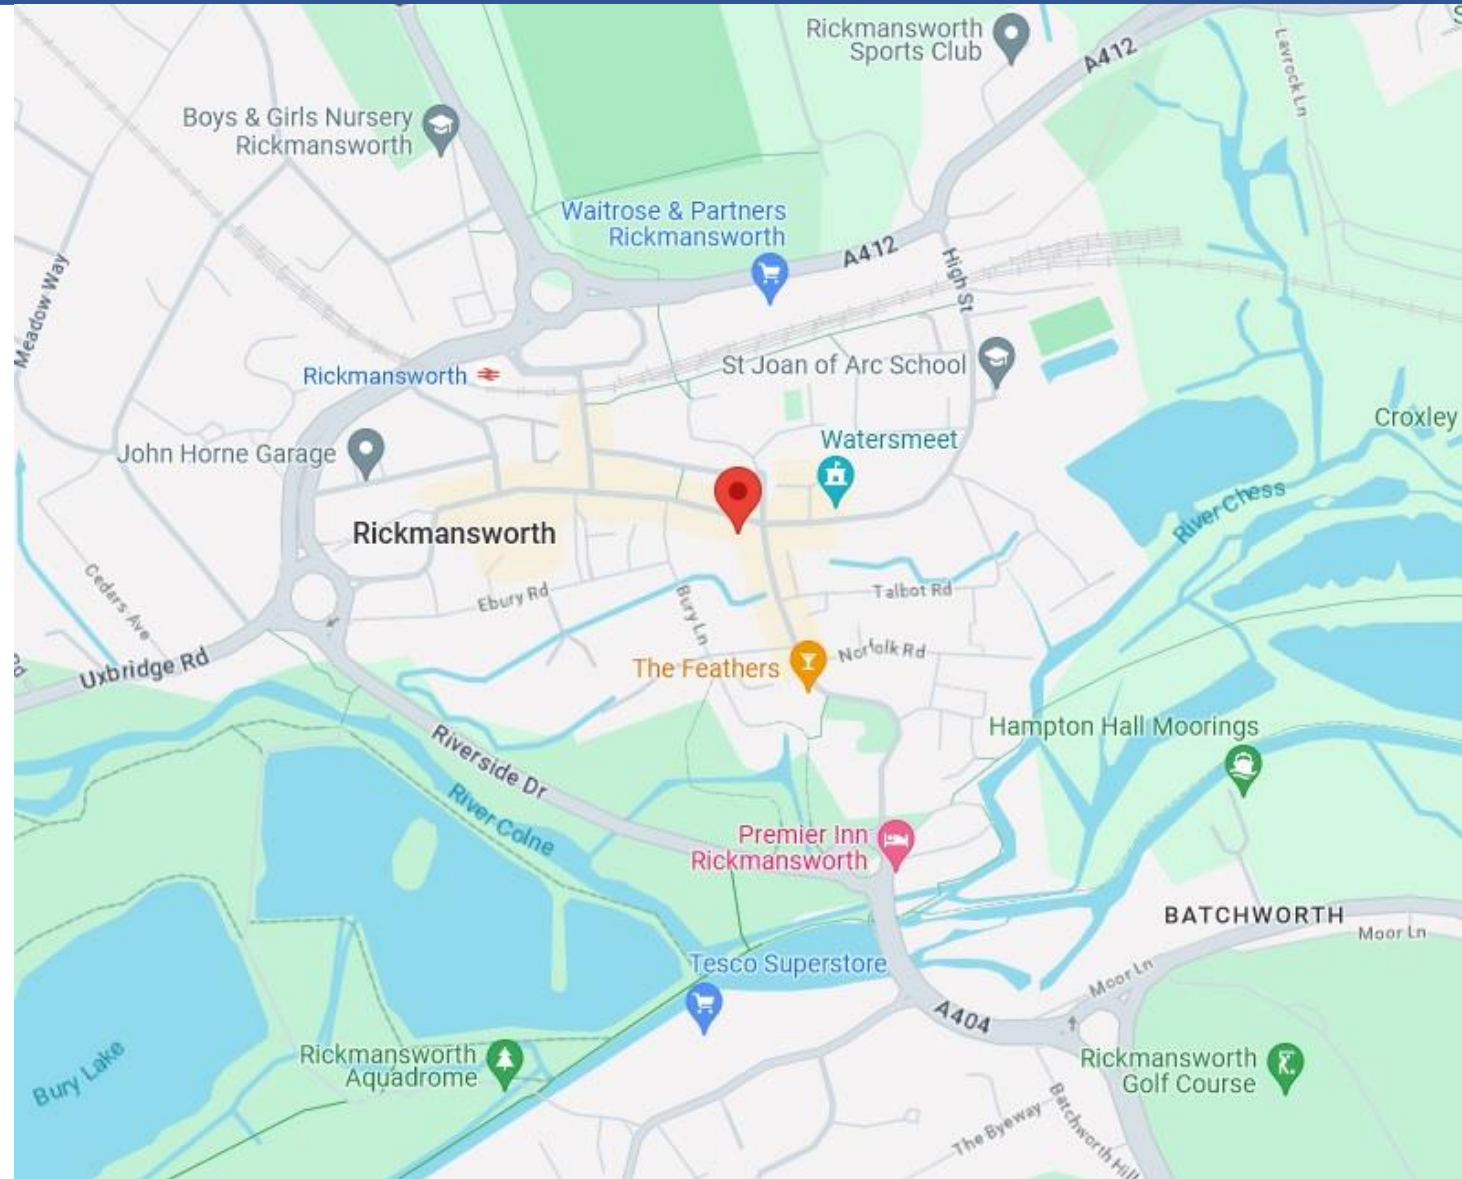 Rickmansworth
Sports Club
A412
Lavrock Ln
Boys & Girls Nursery
Rickmansworth
Waitrose & Partners
Rickmansworth
A412
High St
Meadow Way
Rickmansworth
St Joan of Arc School
Croxley
Watersmeet
John Horne Garage
River Chess
Rickmansworth
Cedars Ave
Ebury Rd
Bury Ln
Talbot Rd
Norfolk Rd
Uxbridge Rd
The Feathers
Hampton Hall Moorings
Riverside Dr
River Colne
Premier Inn
Rickmansworth
BATCHWORTH
Moor Ln
Tesco Superstore
Moor Ln
A404
Bury Lake
Rickmansworth
Aquadrome
Rickmansworth
Golf Course
The Byeway
Batchworth Hill